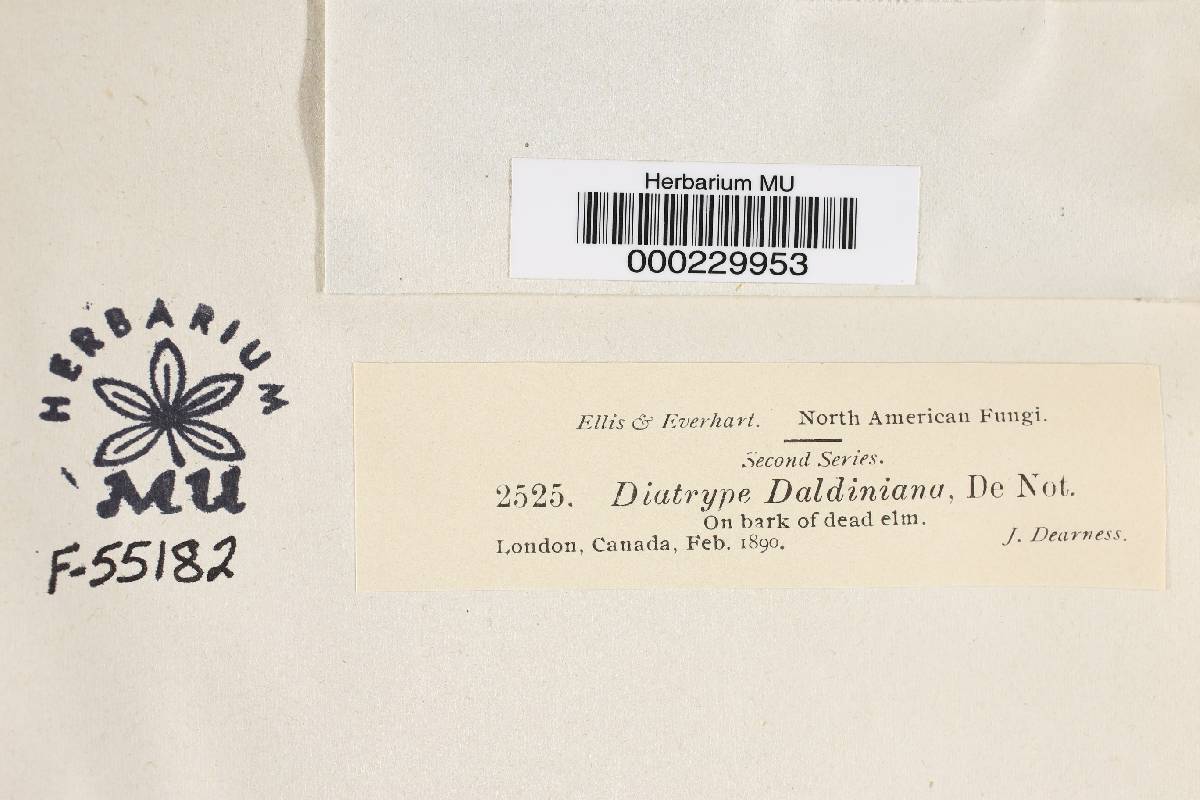 Herbarium MU
000229953
HERBARIUM
MU
F-55182
Ellis & Everhart. North American Fungi.
Second Series.
2525. Diatrype Daldiniana, De Not.
On bark of dead elm.
London, Canada, Feb. 1890. J. Dearness.